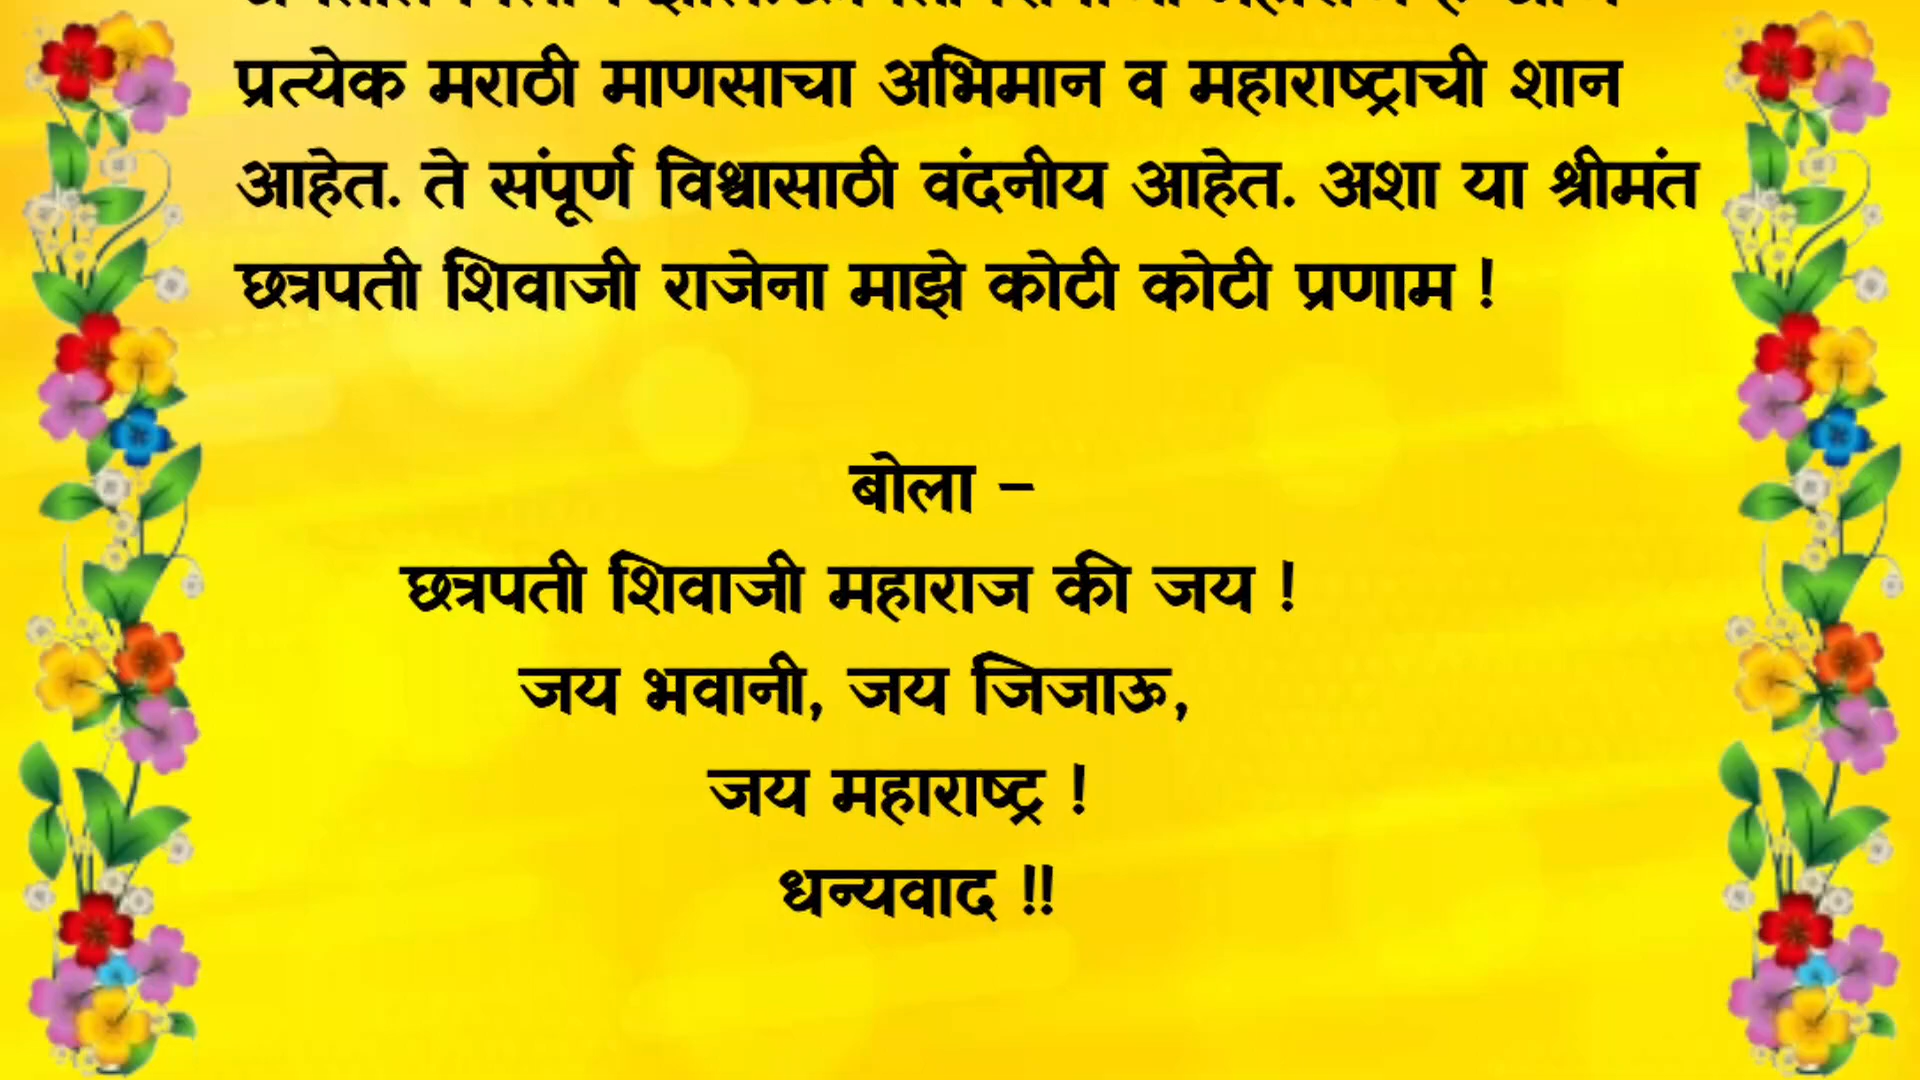 प्रत्येक मराठी माणसाचा अभिमान व महाराष्ट्राची शान
आहेत. ते संपूर्ण विश्वासाठी वंदनीय आहेत. अशा या श्रीमंत
छत्रपती शिवाजी राजेना माझे कोटी कोटी प्रणाम !
बोला –
छत्रपती शिवाजी महाराज की जय !
जय भवानी, जय जिजाऊ,
जय महाराष्ट्र !
धन्यवाद !!